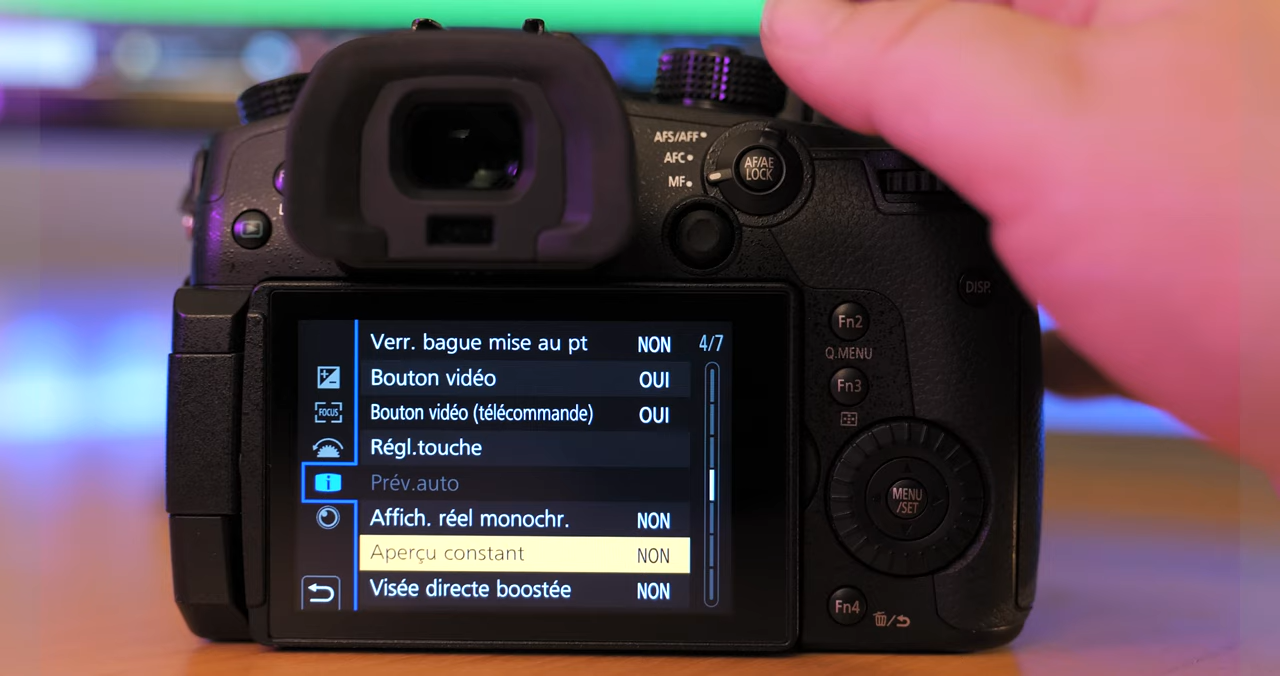 AFS/AFF
AFC
MF
AF/AE
LOCK
DISP.
Fn2
Q.MENU
Fn3
MENU
/SET
Fn4
Verr. bague mise au pt NON 4/7
Bouton vidéo OUI
Bouton vidéo (télécommande) OUI
FOCUS
Régl.touche
Prév.auto
Affich. réel monochr. NON
Aperçu constant NON
Visée directe boostée NON